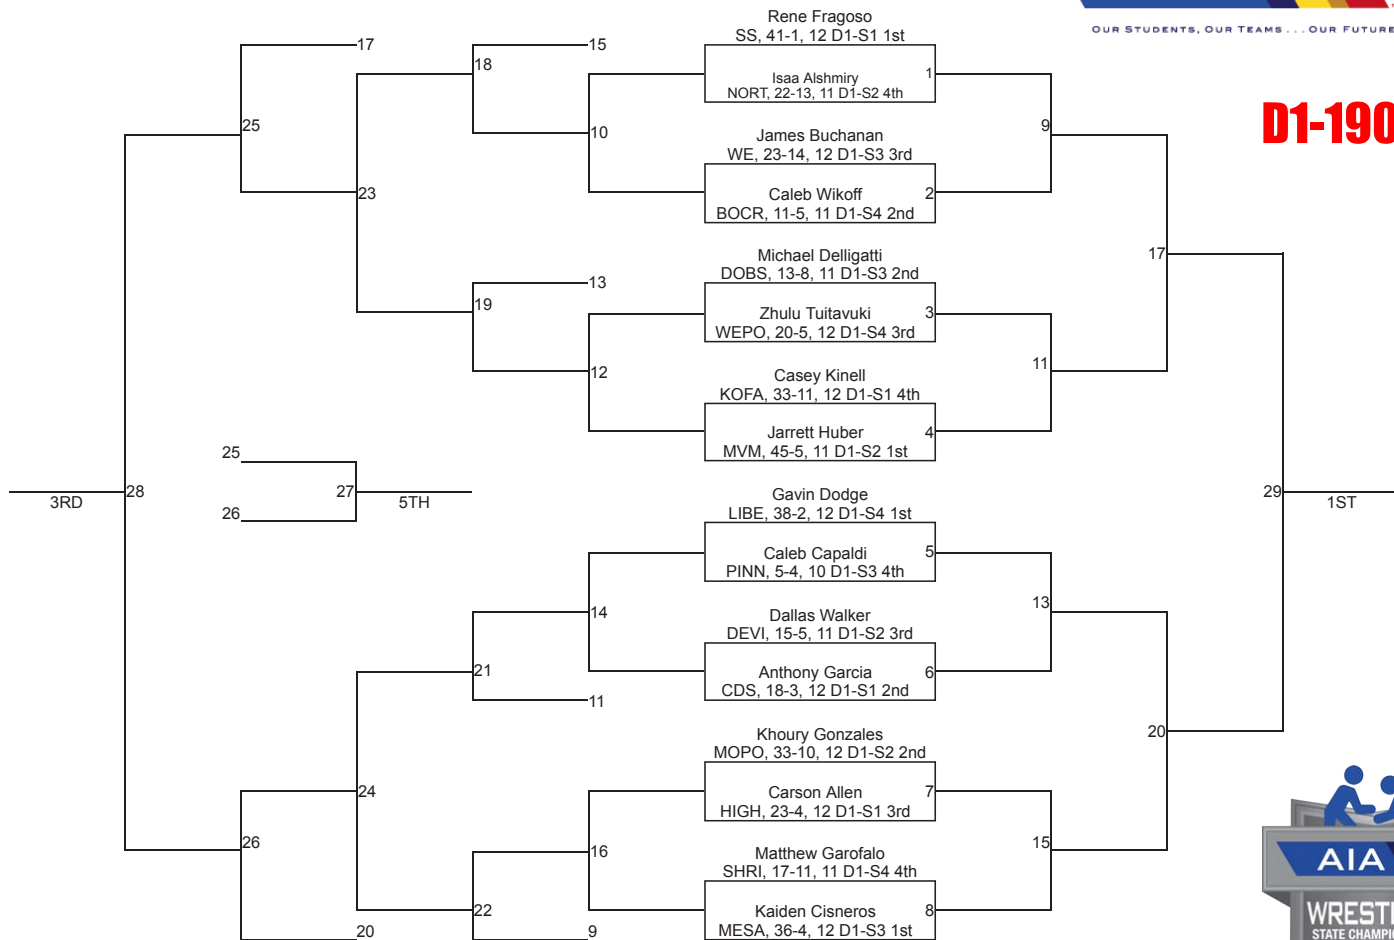 OUR STUDENTS, OUR TEAMS . . . OUR FUTURE
D1-190
Rene Fragoso
SS, 41-1, 12 D1-S1 1st
Isaa Alshmiry
NORT, 22-13, 11 D1-S2 4th
1
James Buchanan
WE, 23-14, 12 D1-S3 3rd
Caleb Wikoff
BOCR, 11-5, 11 D1-S4 2nd
2
Michael Delligatti
DOBS, 13-8, 11 D1-S3 2nd
Zhulu Tuitavuki
WEPO, 20-5, 12 D1-S4 3rd
3
Casey Kinell
KOFA, 33-11, 12 D1-S1 4th
Jarrett Huber
MVM, 45-5, 11 D1-S2 1st
4
Gavin Dodge
LIBE, 38-2, 12 D1-S4 1st
Caleb Capaldi
PINN, 5-4, 10 D1-S3 4th
5
Dallas Walker
DEVI, 15-5, 11 D1-S2 3rd
Anthony Garcia
CDS, 18-3, 12 D1-S1 2nd
6
Khoury Gonzales
MOPO, 33-10, 12 D1-S2 2nd
Carson Allen
HIGH, 23-4, 12 D1-S1 3rd
7
Matthew Garofalo
SHRI, 17-11, 11 D1-S4 4th
Kaiden Cisneros
MESA, 36-4, 12 D1-S3 1st
8
9
11
13
15
17
20
29
1ST
15
10
13
12
14
11
16
9
18
19
21
22
17
23
24
20
25
26
25
26
27
5TH
28
3RD
AIA
WRESTL
STATE CHAMPIO